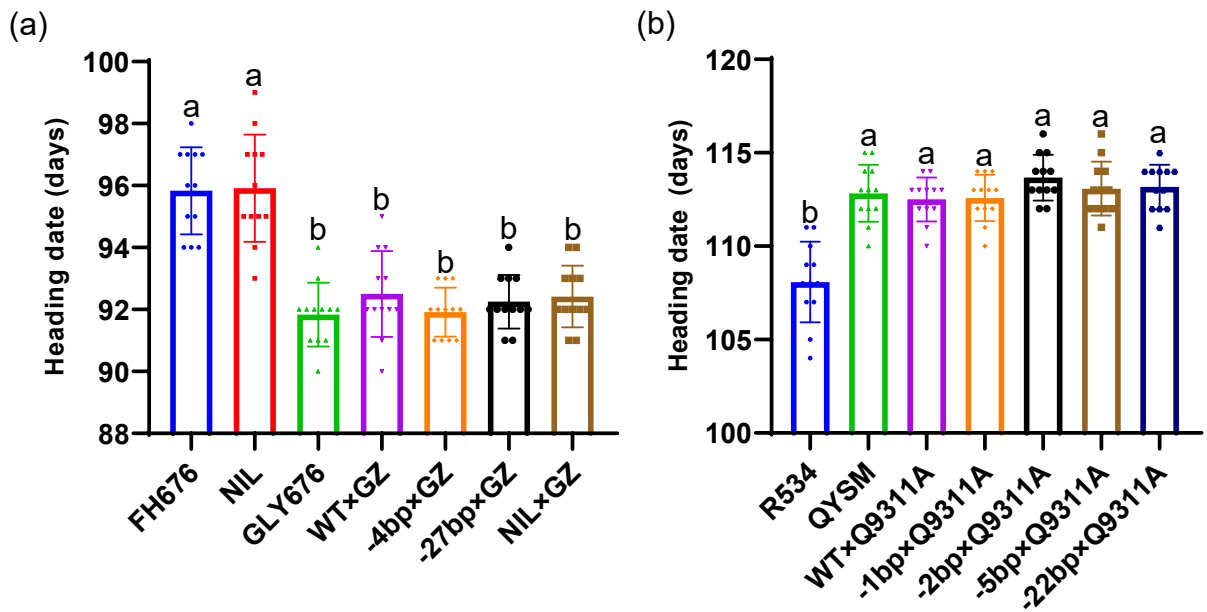 (a)
Heading date (days)
100
98
96
94
92
90
88
a
a
b
b
b
b
b
FH676
NIL
GLY676
WT×GZ
-4bp×GZ
-27bp×GZ
NIL×GZ
(b)
Heading date (days)
120
115
110
105
100
b
a
a
a
a
a
a
R534
QYSM
WT×Q9311A
-1bp×Q9311A
-2bp×Q9311A
-5bp×Q9311A
-22bp×Q9311A